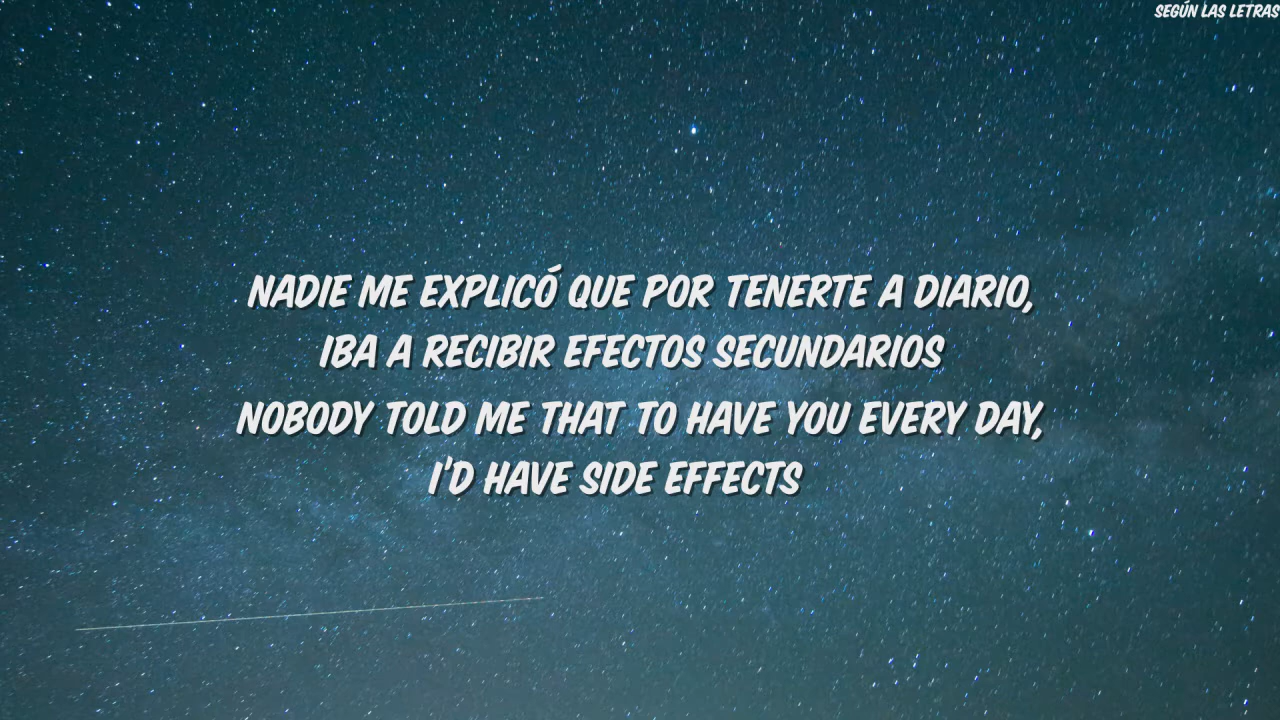 SEGÚN LAS LETRAS
NADIE ME EXPLICÓ QUE POR TENERTE A DIARIO,
IBA A RECIBIR EFECTOS SECUNDARIOS
NOBODY TOLD ME THAT TO HAVE YOU EVERY DAY,
I'D HAVE SIDE EFFECTS